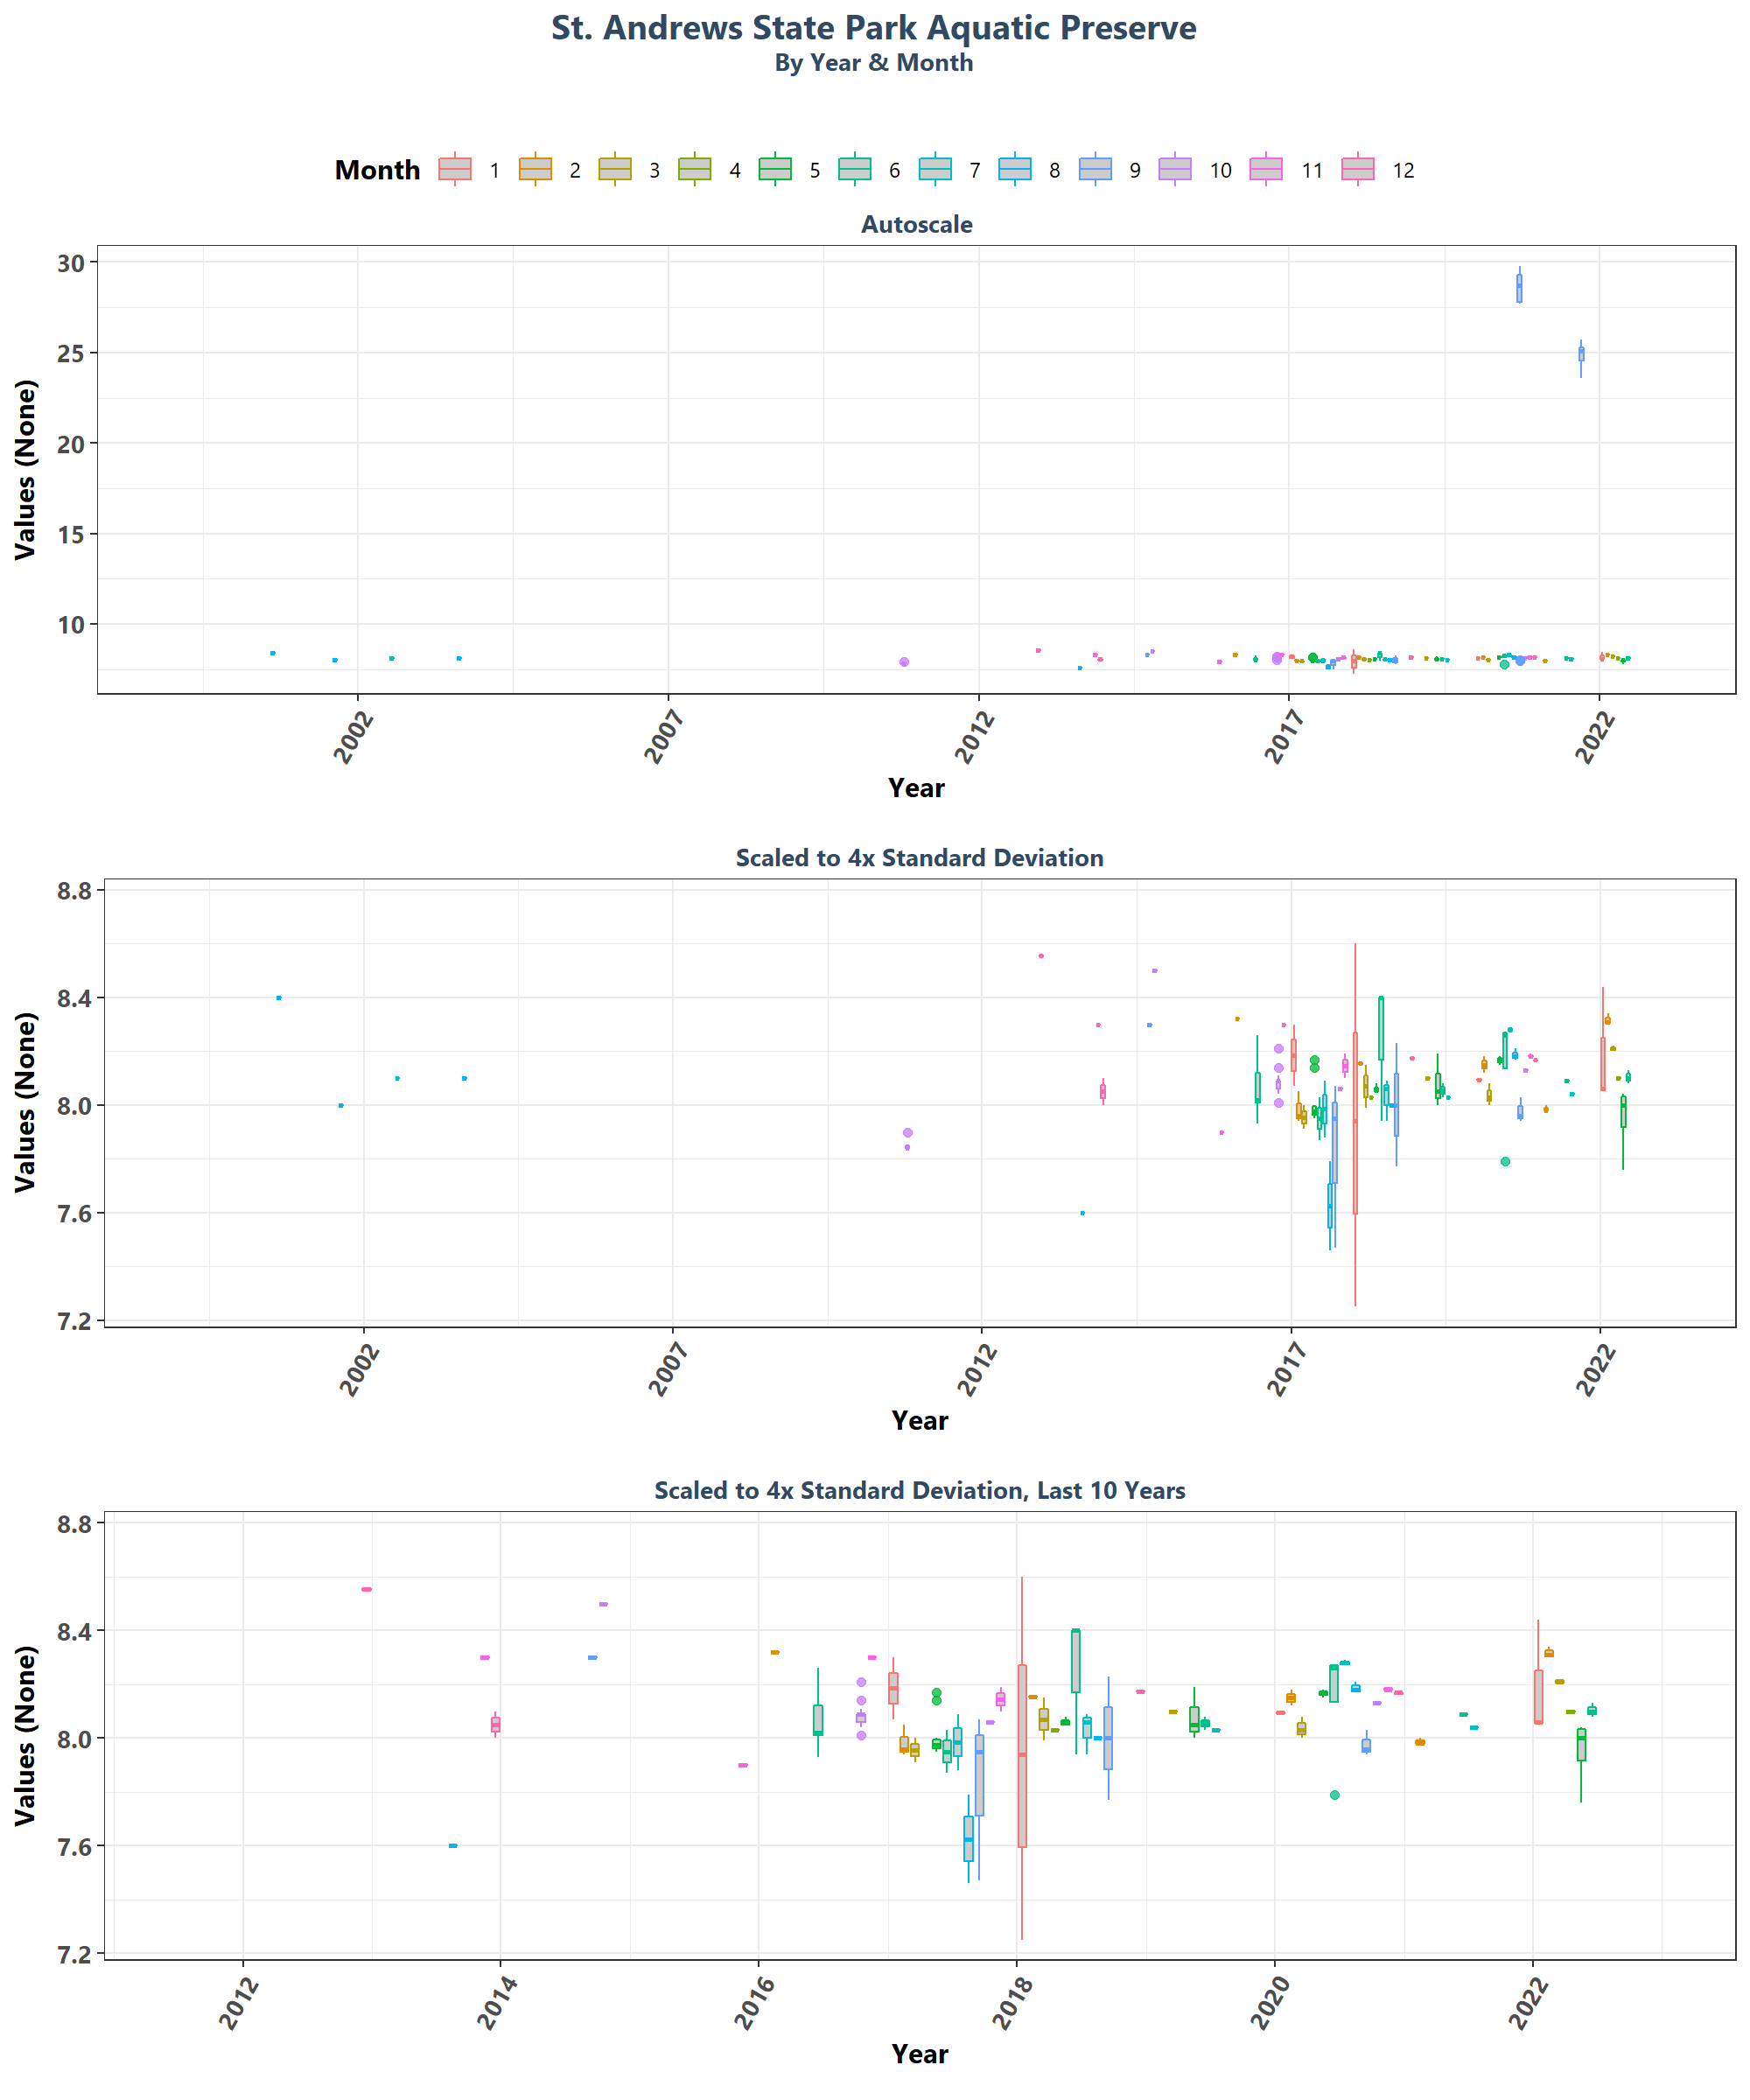 St. Andrews State Park Aquatic Preserve
By Year & Month
Month 1 2 3 4 5 6 7 8 9 10 11 12
Autoscale
Values (None)
30
25
20
15
10
2002 2007 2012 2017 2022
Year
Scaled to 4x Standard Deviation
Values (None)
8.8
8.4
8.0
7.6
7.2
2002 2007 2012 2017 2022
Year
Scaled to 4x Standard Deviation, Last 10 Years
Values (None)
8.8
8.4
8.0
7.6
7.2
2012 2014 2016 2018 2020 2022
Year